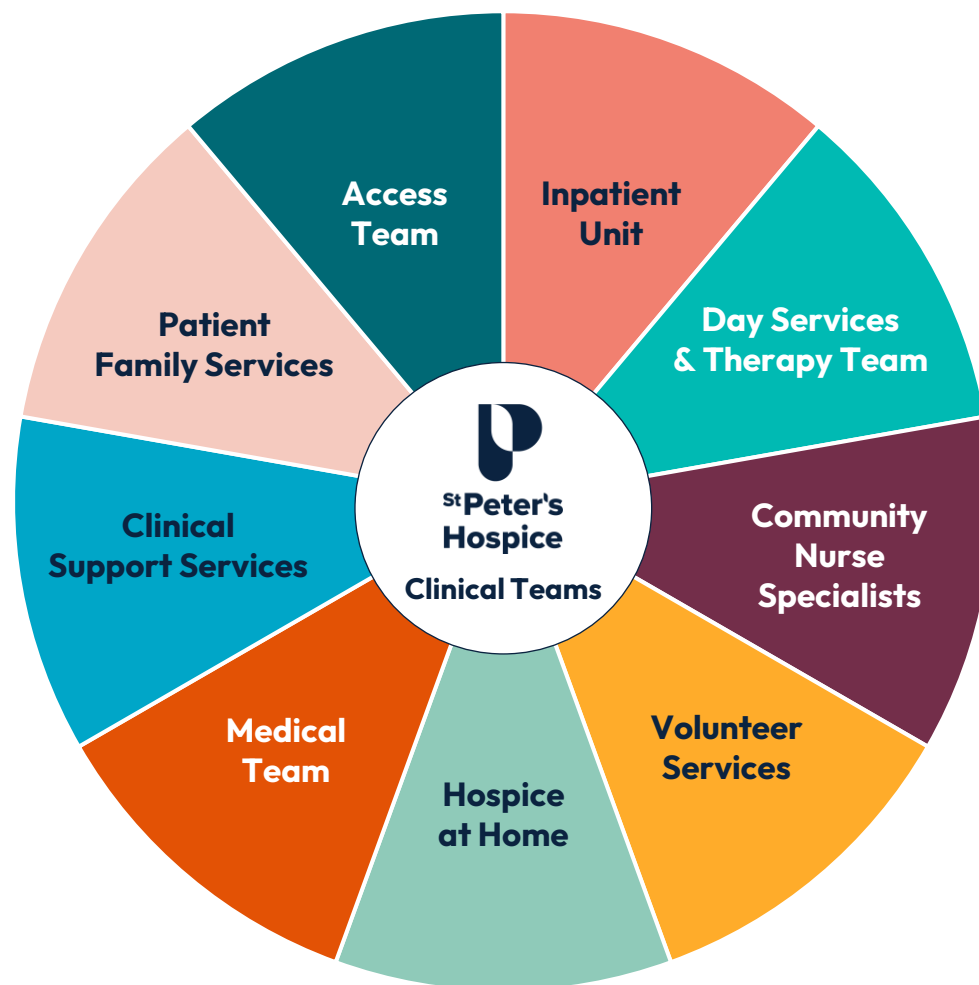 Access
Team
Inpatient
Unit
Day Services
& Therapy Team
Community
Nurse
Specialists
Volunteer
Services
Hospice
at Home
Medical
Team
Clinical
Support Services
Patient
Family Services
St Peter's
Hospice
Clinical Teams